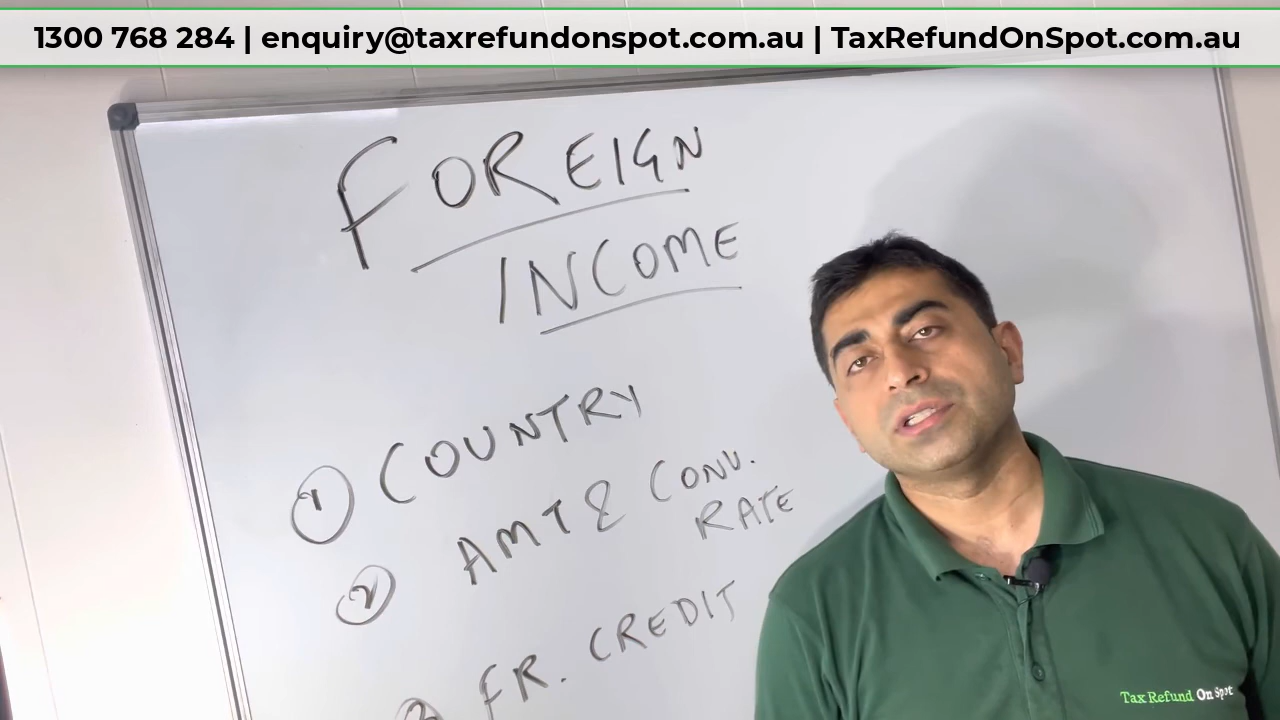 1300 768 284 | enquiry@taxrefundonspot.com.au | TaxRefundOnSpot.com.au
FOREIGN
INCOME
1 COUNTRY
2 AMT & CONV.
RATE
3 FR. CREDIT
Tax Refund On Spot